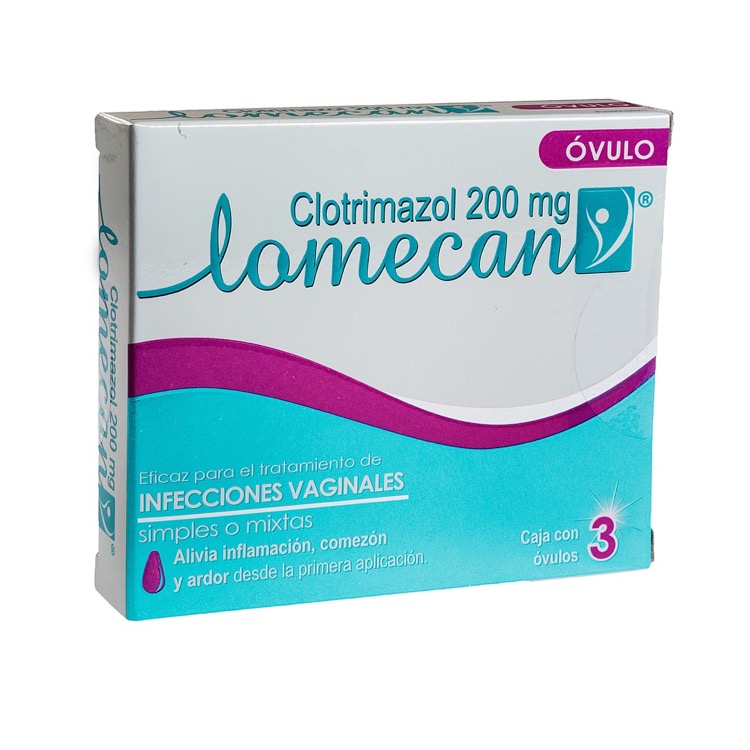 ÓVULO
Clotrimazol 200 mg
lomecan ®
Eficaz para el tratamiento de
INFECCIONES VAGINALES
simples o mixtas
Alivia inflamación, comezón
y ardor desde la primera aplicación.
Caja con 3
óvulos
Clotrimazol 200 mg
lomecan ®